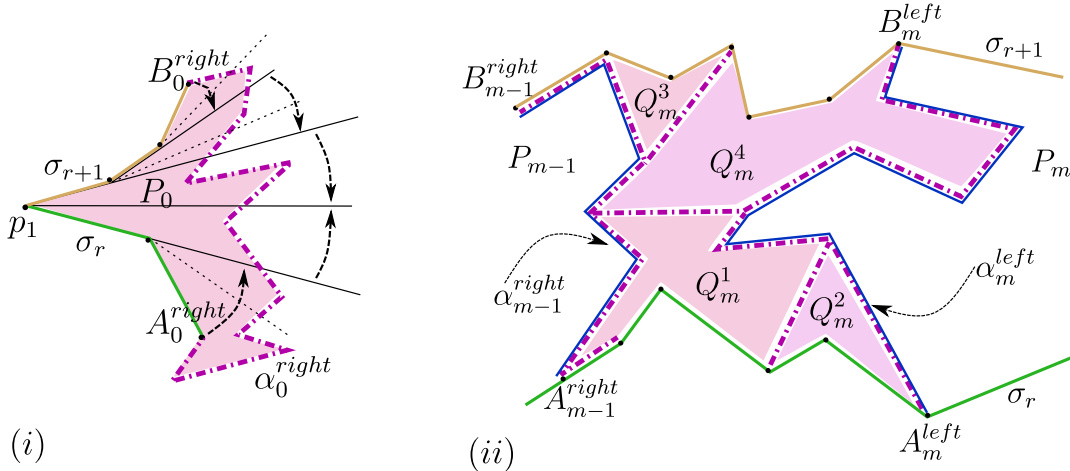 B_0^{right}
σ_{r+1}
P_0
p_1
σ_r
A_0^{right}
α_0^{right}
(i)
B_m^{left}
σ_{r+1}
B_{m-1}^{right}
Q_m^3
P_{m-1}
Q_m^4
P_m
α_{m-1}^{right}
Q_m^1
α_m^{left}
Q_m^2
A_{m-1}^{right}
σ_r
A_m^{left}
(ii)